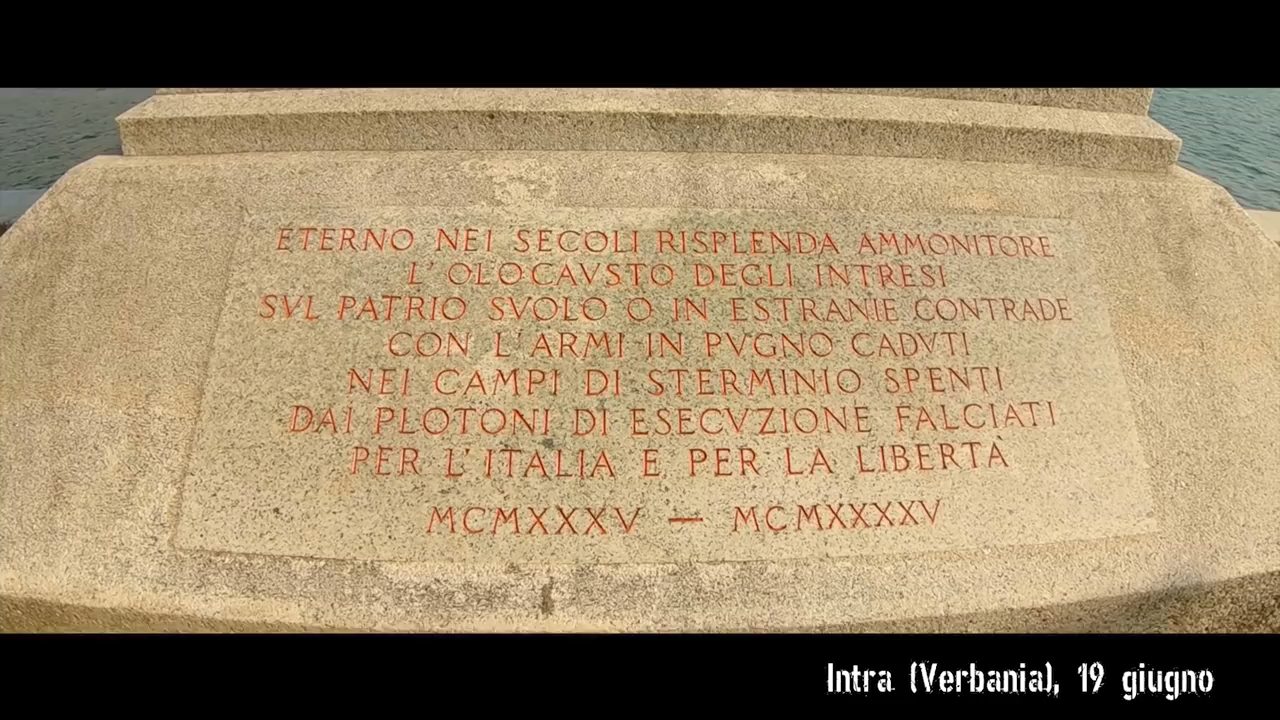 ETERNO NEI SECOLI RISPLENDA AMMONITORE
L' OLOCAVSTO DEGLI INTRESI
SVL PATRIO SVOLO O IN ESTRANIE CONTRADE
CON L'ARMI IN PVGNO CADVTI
NEI CAMPI DI STERMINIO SPENTI
DAI PLOTONI DI ESECVZIONE FALCIATI
PER L'ITALIA E PER LA LIBERTÀ
MCMXXXV — MCMXXXXV
Intra (Verbania), 19 giugno